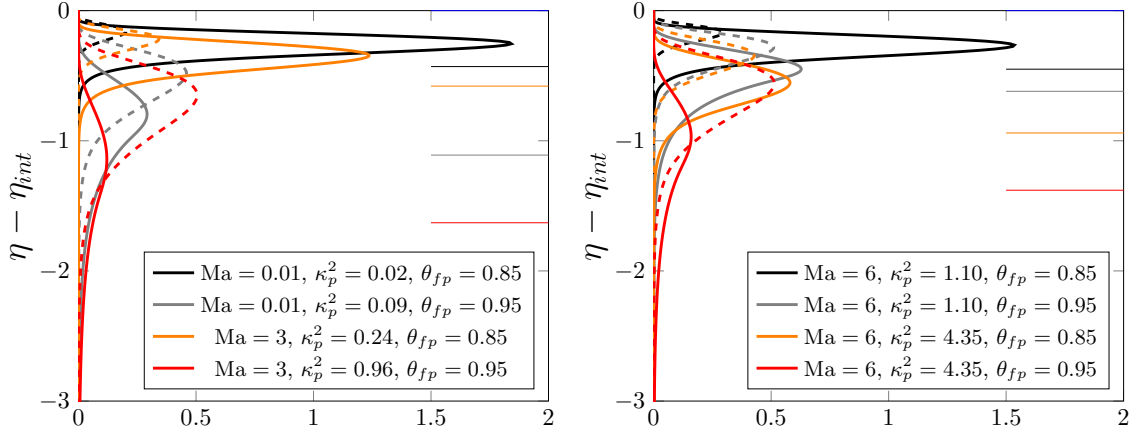 0
−1
−2
−3
η − η_int
0
0.5
1
1.5
2
Ma = 0.01, κ_p^2 = 0.02, θ_fp = 0.85
Ma = 0.01, κ_p^2 = 0.09, θ_fp = 0.95
Ma = 3, κ_p^2 = 0.24, θ_fp = 0.85
Ma = 3, κ_p^2 = 0.96, θ_fp = 0.95
0
−1
−2
−3
η − η_int
0
0.5
1
1.5
2
Ma = 6, κ_p^2 = 1.10, θ_fp = 0.85
Ma = 6, κ_p^2 = 1.10, θ_fp = 0.95
Ma = 6, κ_p^2 = 4.35, θ_fp = 0.85
Ma = 6, κ_p^2 = 4.35, θ_fp = 0.95